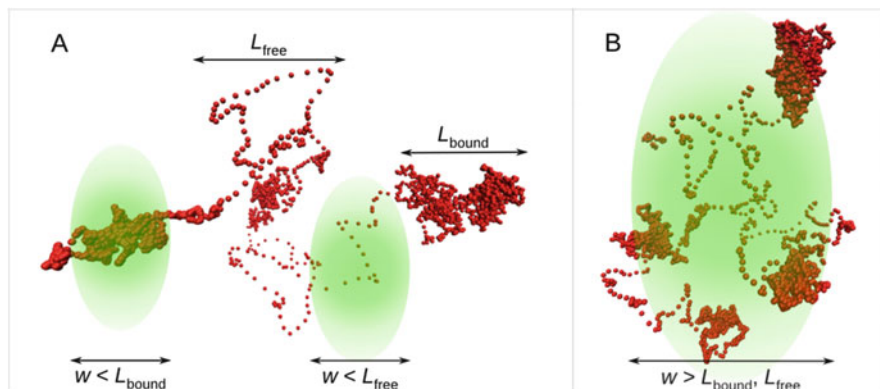 A
L_free
L_bound
w < L_bound
w < L_free
B
w > L_bound, L_free